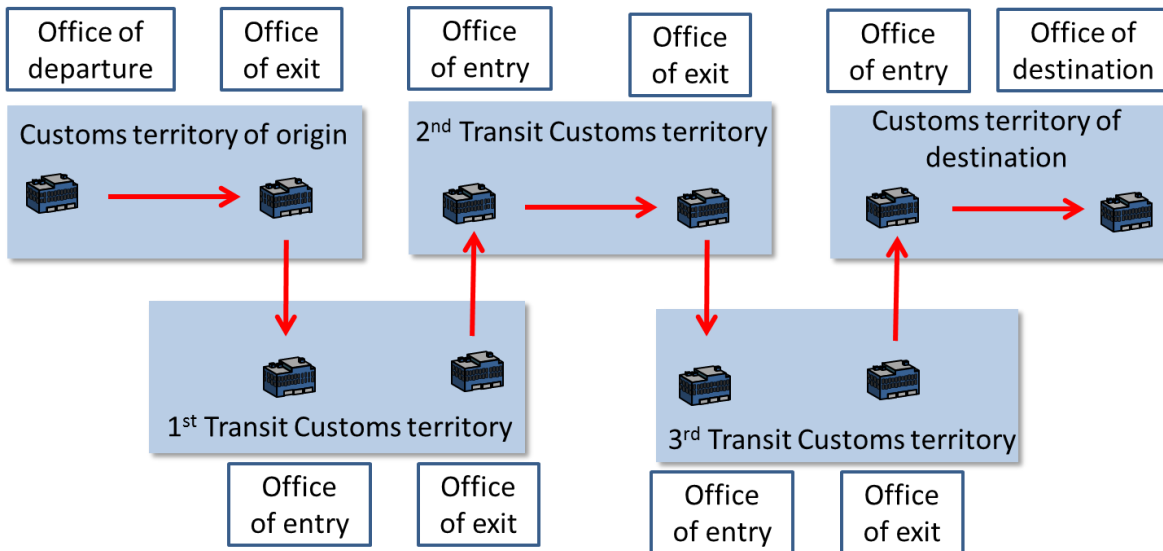 Office of
departure
Office
of exit
Office
of entry
Office
of exit
Office
of entry
Office of
destination
Customs territory of origin
2nd Transit Customs territory
Customs territory of
destination
1st Transit Customs territory
3rd Transit Customs territory
Office
of entry
Office
of exit
Office
of entry
Office
of exit